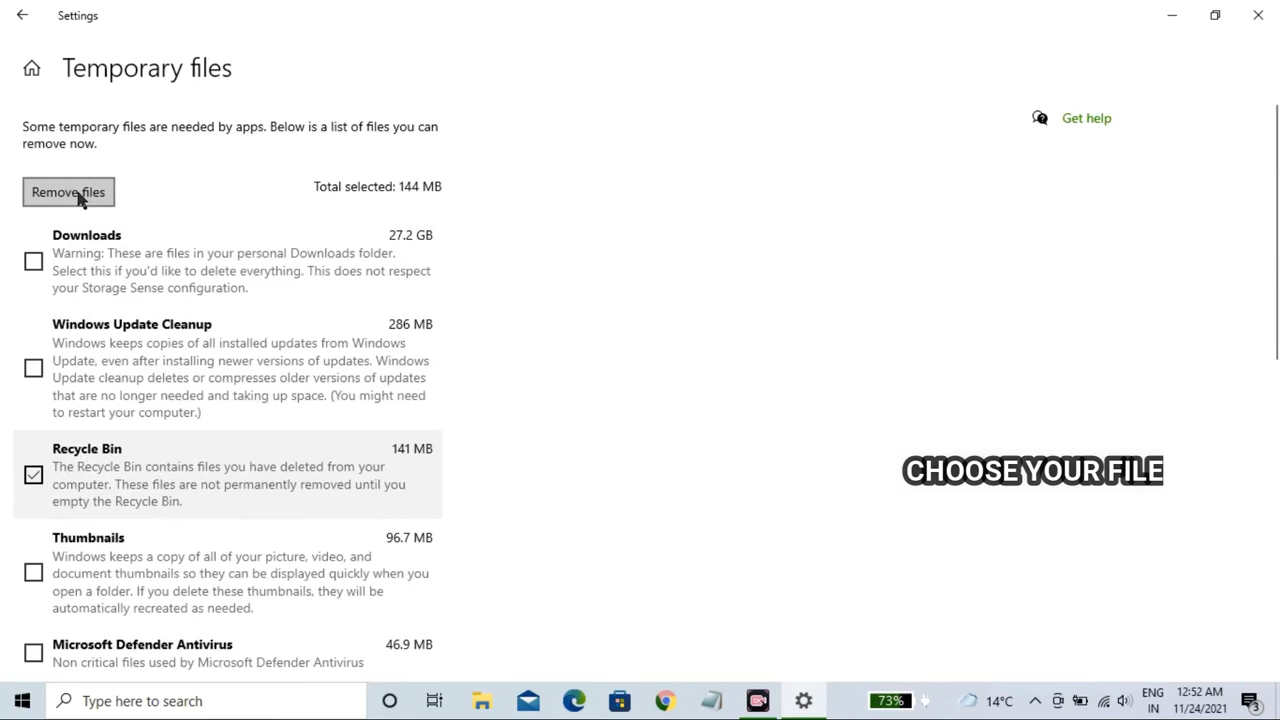 Settings
Temporary files
Some temporary files are needed by apps. Below is a list of files you can
remove now.
Get help
Remove files
Total selected: 144 MB
Downloads 27.2 GB
Warning: These are files in your personal Downloads folder.
Select this if you'd like to delete everything. This does not respect
your Storage Sense configuration.
Windows Update Cleanup 286 MB
Windows keeps copies of all installed updates from Windows
Update, even after installing newer versions of updates. Windows
Update cleanup deletes or compresses older versions of updates
that are no longer needed and taking up space. (You might need
to restart your computer.)
Recycle Bin 141 MB
The Recycle Bin contains files you have deleted from your
computer. These files are not permanently removed until you
empty the Recycle Bin.
CHOOSE YOUR FILE
Thumbnails 96.7 MB
Windows keeps a copy of all of your picture, video, and
document thumbnails so they can be displayed quickly when you
open a folder. If you delete these thumbnails, they will be
automatically recreated as needed.
Microsoft Defender Antivirus 46.9 MB
Non critical files used by Microsoft Defender Antivirus
Type here to search
73%
14°C
ENG
IN
12:52 AM
11/24/2021
3